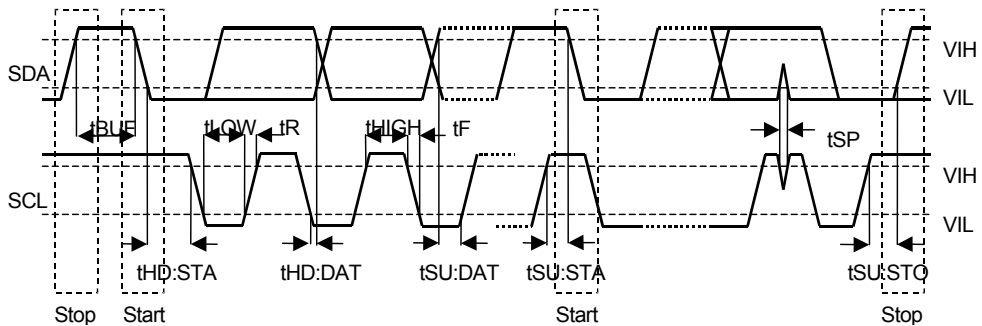 VIH
SDA
VIL
tBUF tLOW tR tHIGH tF tSP
VIH
SCL
VIL
tHD:STA tHD:DAT tSU:DAT tSU:STA tSU:STO
Stop Start Start Stop